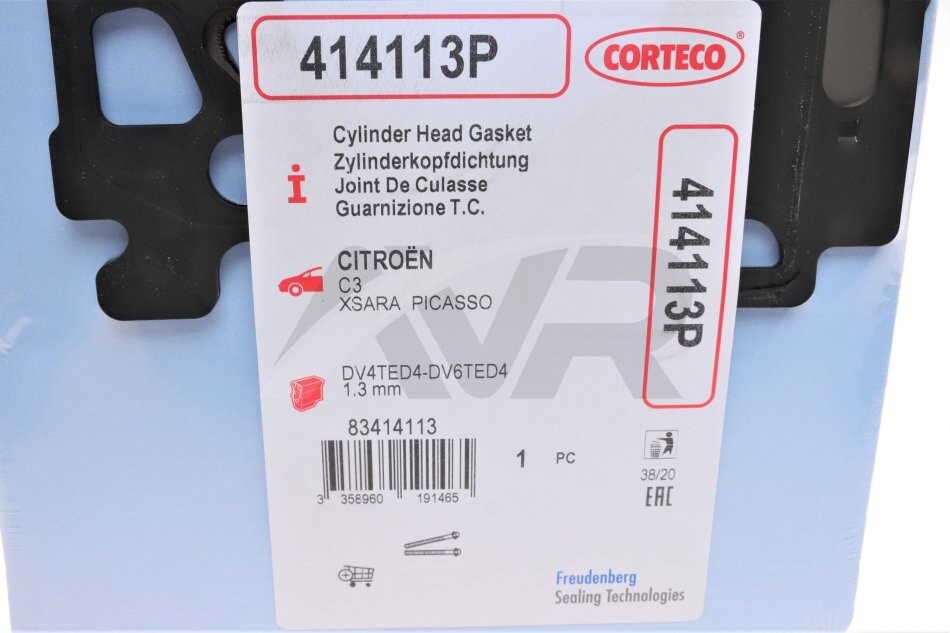 414113P
CORTECO®
Cylinder Head Gasket
Zylinderkopfdichtung
Joint De Culasse
Guarnizione T.C.
414113P
CITROËN
C3
XSARA PICASSO
DV4TED4-DV6TED4
1.3 mm
83414113
3 358960 191465
1 PC
38/20
EAC
Freudenberg
Sealing Technologies